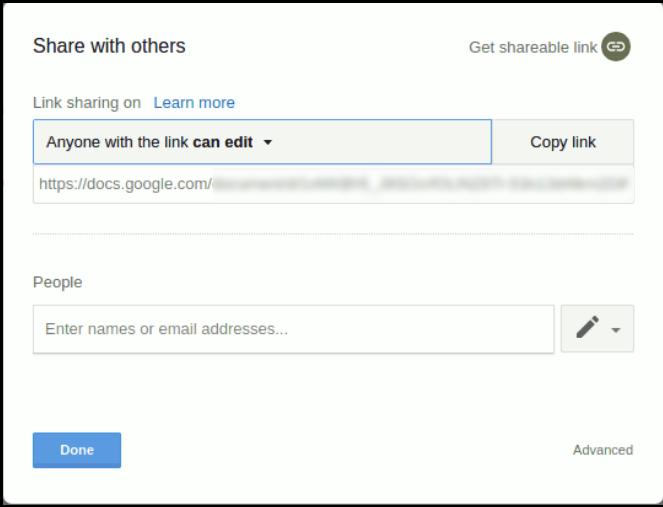 Share with others
Get shareable link
Link sharing on Learn more
Anyone with the link can edit
Copy link
https://docs.google.com/
People
Enter names or email addresses...
Done
Advanced